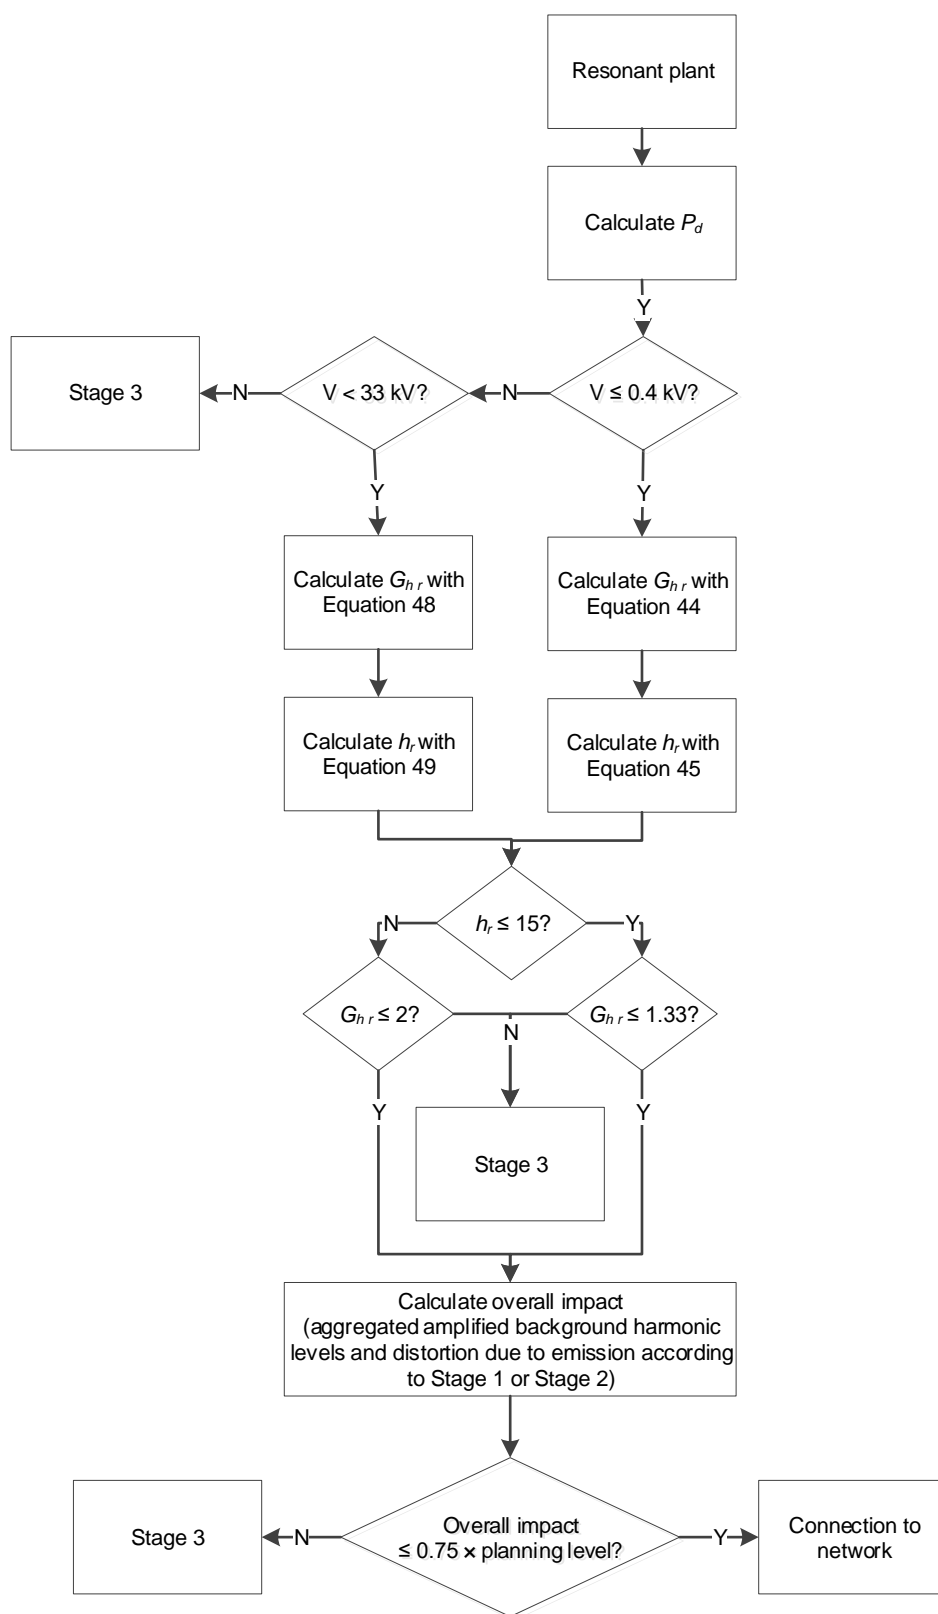 Resonant plant
Calculate Pd
Y
Stage 3
N
V < 33 kV?
N
V ≤ 0.4 kV?
Y
Y
Calculate Gh r with
Equation 48
Calculate Gh r with
Equation 44
Calculate hr with
Equation 49
Calculate hr with
Equation 45
N
hr ≤ 15?
Y
Gh r ≤ 2?
N
Gh r ≤ 1.33?
Y
Y
Stage 3
Calculate overall impact
(aggregated amplified background harmonic
levels and distortion due to emission according
to Stage 1 or Stage 2)
Stage 3
N
Overall impact
≤ 0.75 × planning level?
Y
Connection to
network